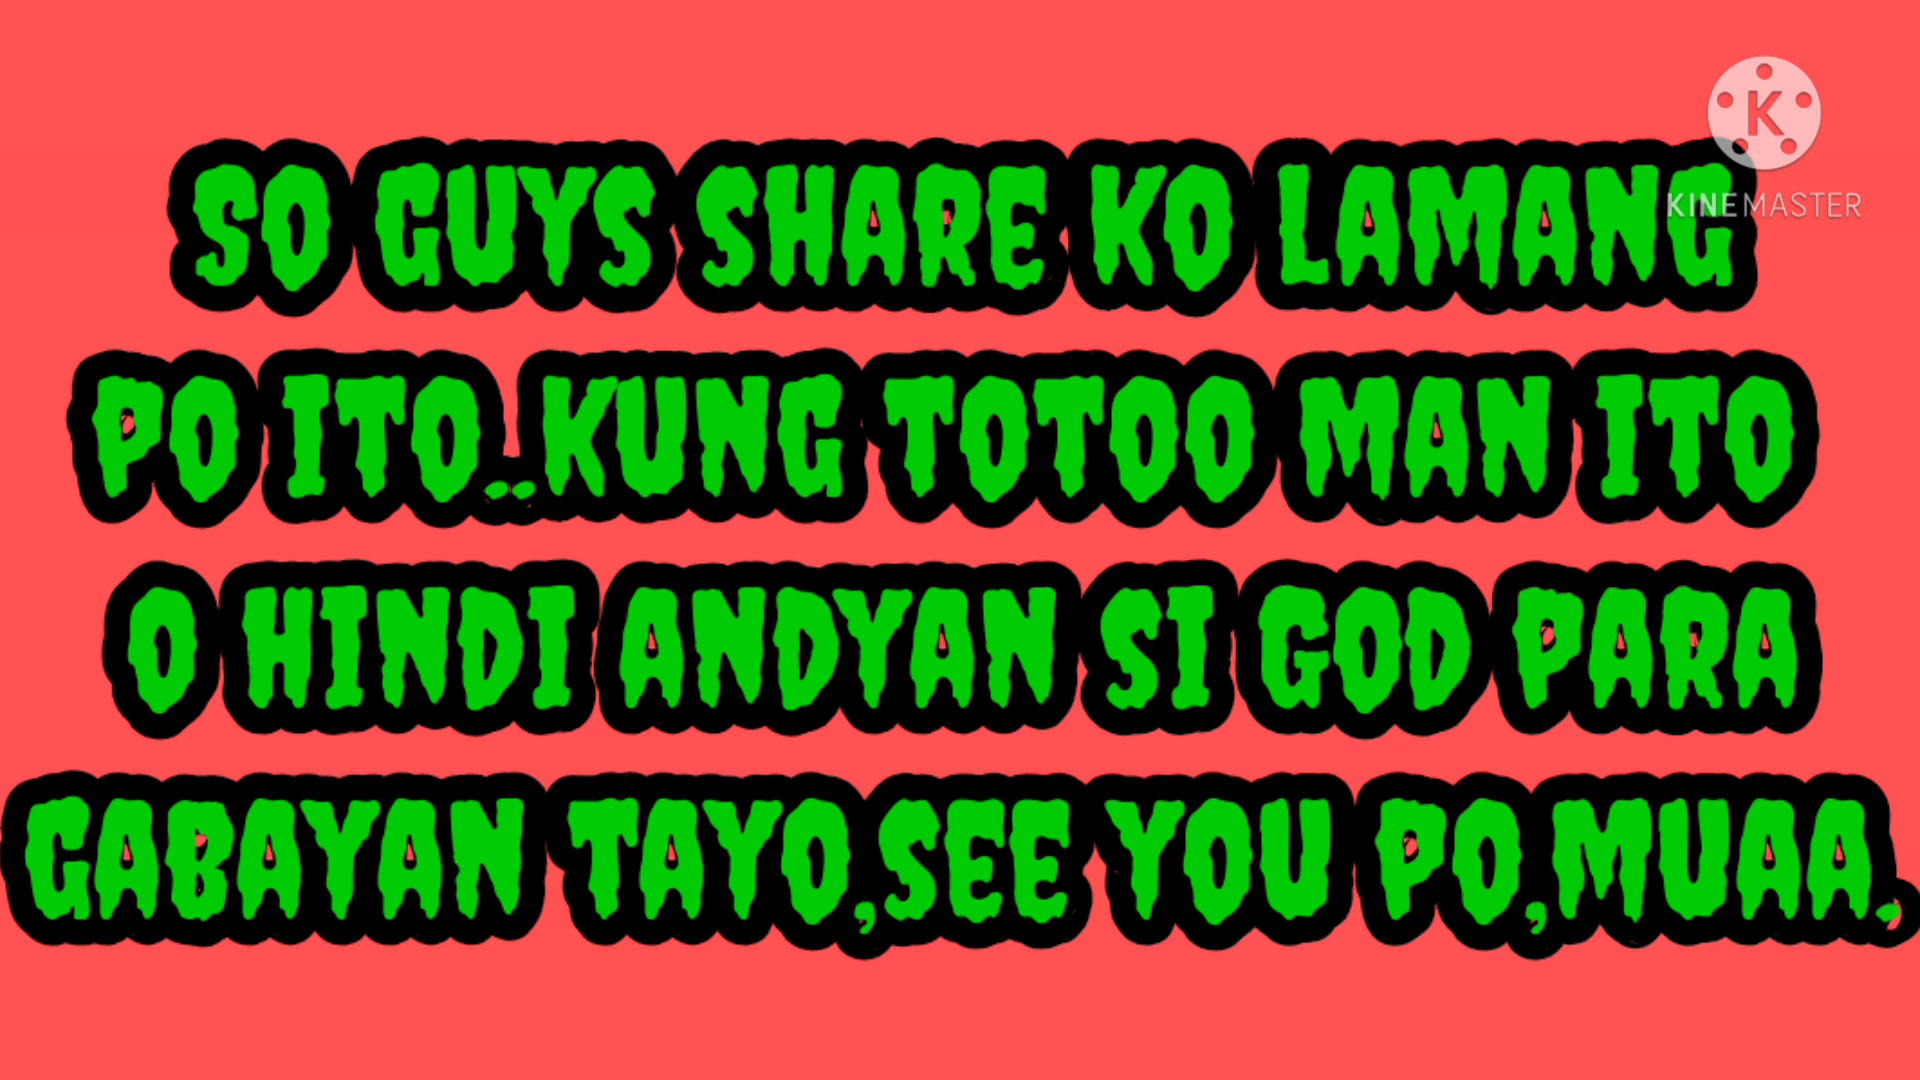 K
KINEMASTER
SO GUYS SHARE KO LAMANG
PO ITO..KUNG TOTOO MAN ITO
O HINDI ANDYAN SI GOD PARA
GABAYAN TAYO,SEE YOU PO,MUAA,